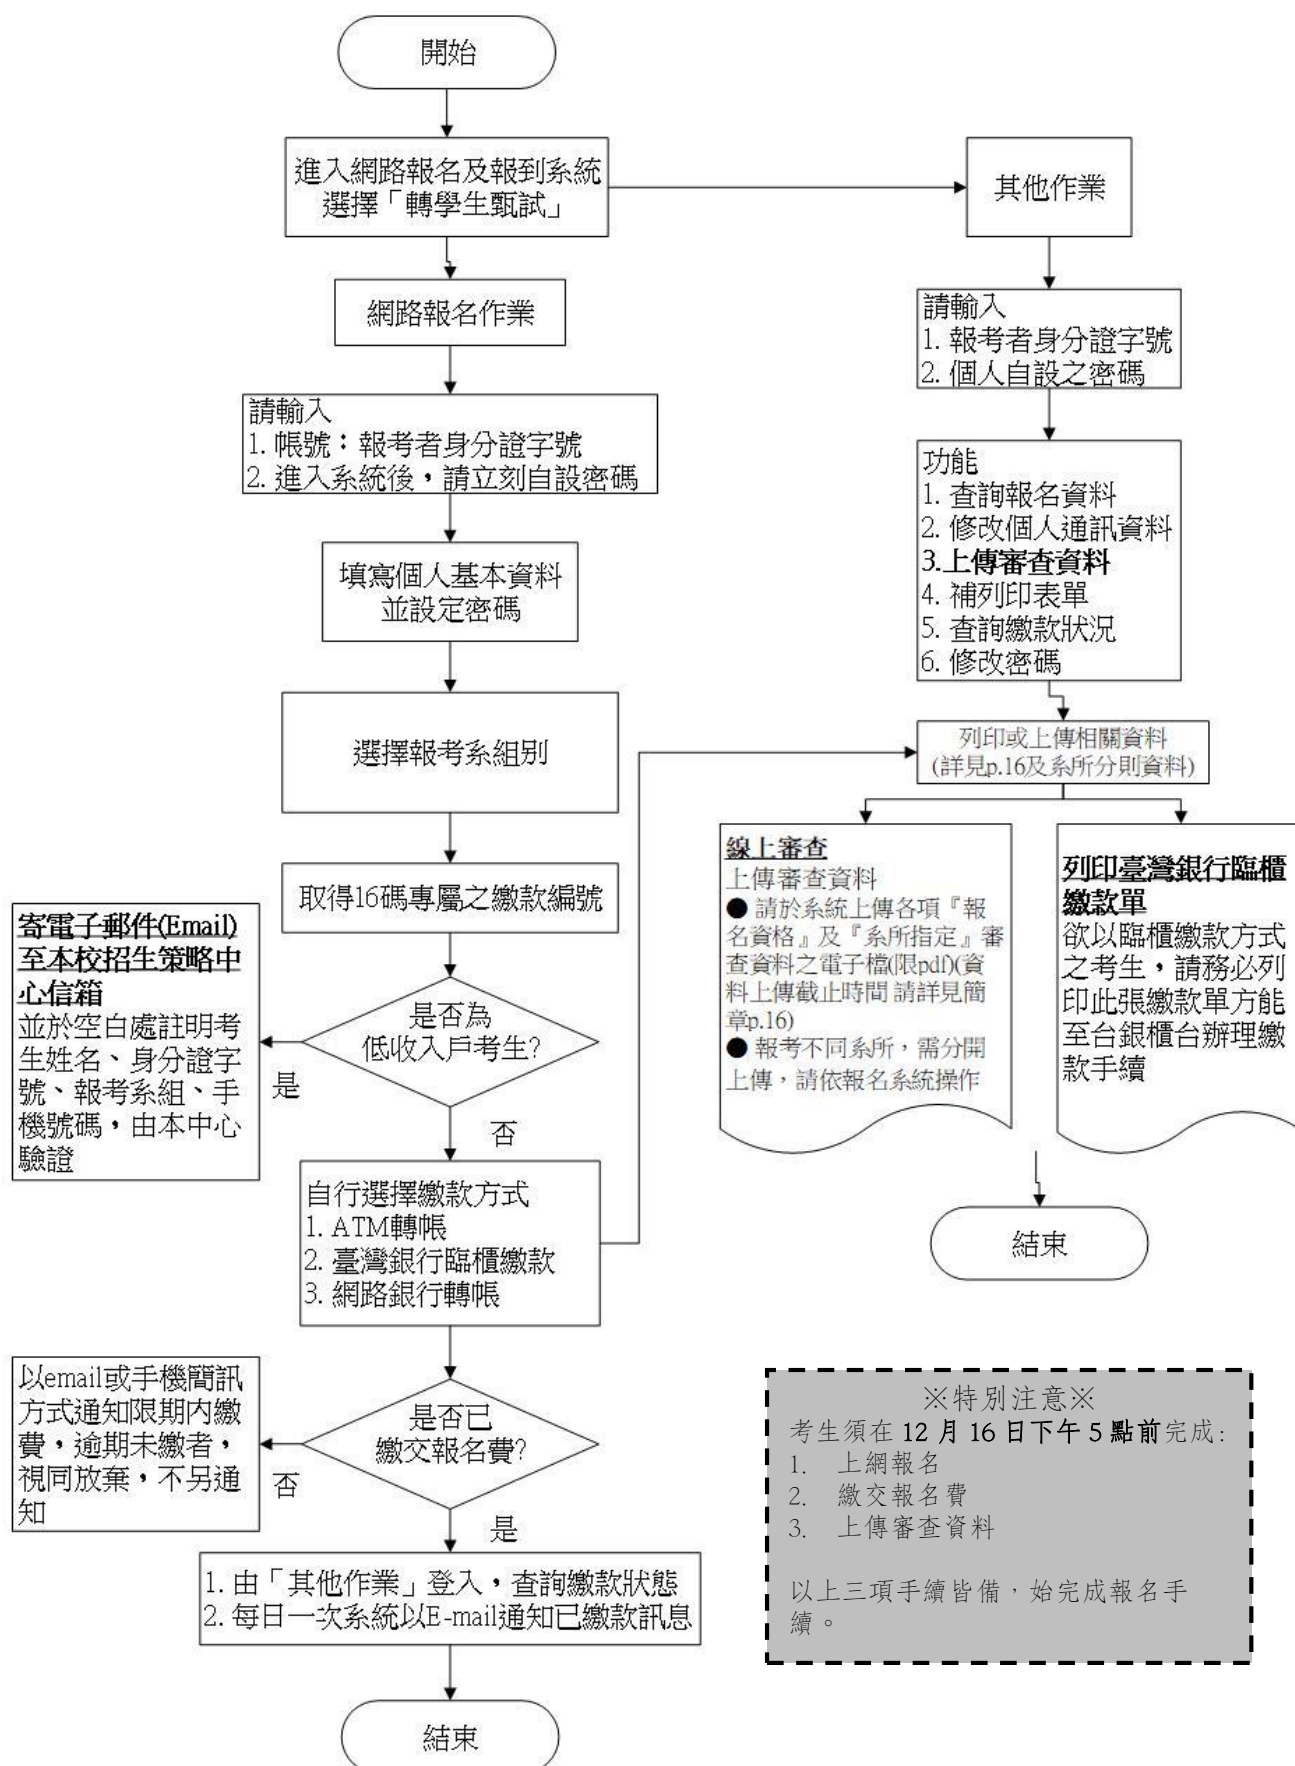 開始
進入網路報名及報到系統
選擇「轉學生甄試」
網路報名作業
請輸入
1. 帳號：報考者身分證字號
2. 進入系統後，請立刻自設密碼
填寫個人基本資料
並設定密碼
選擇報考系組別
取得16碼專屬之繳款編號
是否為
低收入戶考生?
是
寄電子郵件(Email)
至本校招生策略中
心信箱
並於空白處註明考
生姓名、身分證字
號、報考系組、手
機號碼，由本中心
驗證
否
自行選擇繳款方式
1. ATM轉帳
2. 臺灣銀行臨櫃繳款
3. 網路銀行轉帳
是否已
繳交報名費?
否
以email或手機簡訊
方式通知限期內繳
費，逾期未繳者，
視同放棄，不另通
知
是
1. 由「其他作業」登入，查詢繳款狀態
2. 每日一次系統以E-mail通知已繳款訊息
結束
其他作業
請輸入
1. 報考者身分證字號
2. 個人自設之密碼
功能
1. 查詢報名資料
2. 修改個人通訊資料
3.上傳審查資料
4. 補列印表單
5. 查詢繳款狀況
6. 修改密碼
列印或上傳相關資料
(詳見p.16及系所分則資料)
線上審查
上傳審查資料
● 請於系統上傳各項『報
名資格』及『系所指定』審
查資料之電子檔(限pdf)(資
料上傳截止時間 請詳見簡
章p.16)
● 報考不同系所，需分開
上傳，請依報名系統操作
列印臺灣銀行臨櫃
繳款單
欲以臨櫃繳款方式
之考生，請務必列
印此張繳款單方能
至台銀櫃台辦理繳
款手續
結束
※特別注意※
考生須在 12 月 16 日下午 5 點前完成:
1. 上網報名
2. 繳交報名費
3. 上傳審查資料
以上三項手續皆備，始完成報名手
續。